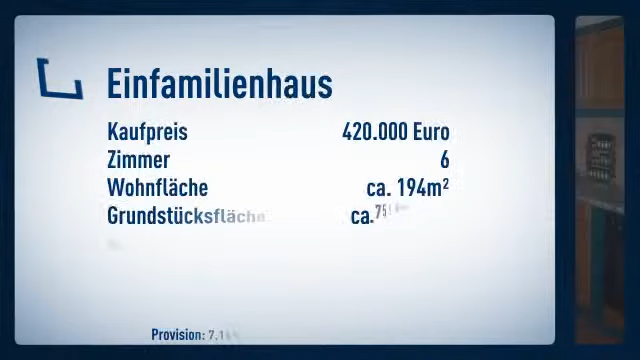 Einfamilienhaus
Kaufpreis 420.000 Euro
Zimmer 6
Wohnfläche ca. 194m²
Grundstücksfläche ca.
Provision: